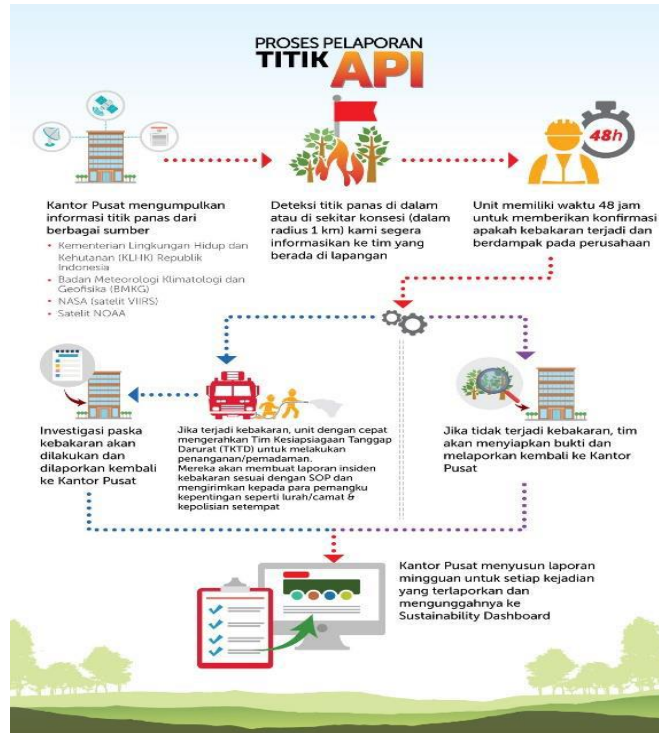 PROSES PELAPORAN
TITIK API
48h
Kantor Pusat mengumpulkan
informasi titik panas dari
berbagai sumber
• Kementerian Lingkungan Hidup dan
Kehutanan (KLHK) Republik
Indonesia
• Badan Meteorologi Klimatologi dan
Geofisika (BMKG)
• NASA (satelit VIIRS)
• Satelit NOAA
Deteksi titik panas di dalam
atau di sekitar konsesi (dalam
radius 1 km) kami segera
informasikan ke tim yang
berada di lapangan
Unit memiliki waktu 48 jam
untuk memberikan konfirmasi
apakah kebakaran terjadi dan
berdampak pada perusahaan
Investigasi paska
kebakaran akan
dilakukan dan
dilaporkan kembali
ke Kantor Pusat
Jika terjadi kebakaran, unit dengan cepat
mengerahkan Tim Kesiapsiagaan Tanggap
Darurat (TKTD) untuk melakukan
penanganan/pemadaman.
Mereka akan membuat laporan insiden
kebakaran sesuai dengan SOP dan
mengirimkan kepada para pemangku
kepentingan seperti lurah/camat &
kepolisian setempat
Jika tidak terjadi kebakaran, tim
akan menyiapkan bukti dan
melaporkan kembali ke Kantor
Pusat
Kantor Pusat menyusun laporan
mingguan untuk setiap kejadian
yang terlaporkan dan
mengunggahnya ke
Sustainability Dashboard